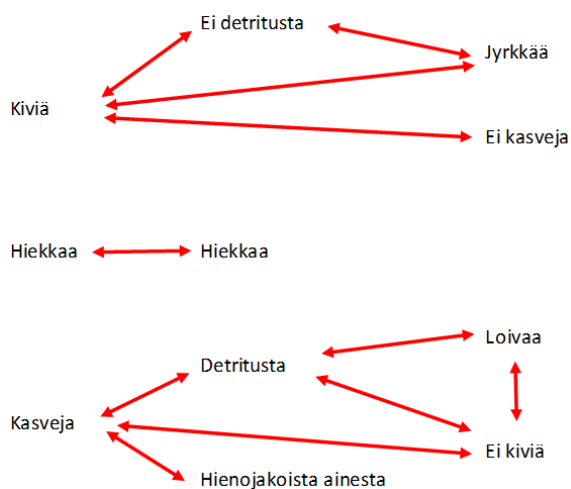 Ei detritusta
Jyrkkää
Kiviä
Ei kasveja
Hiekkaa
Hiekkaa
Loivaa
Detritusta
Kasveja
Ei kiviä
Hienojakoista ainesta